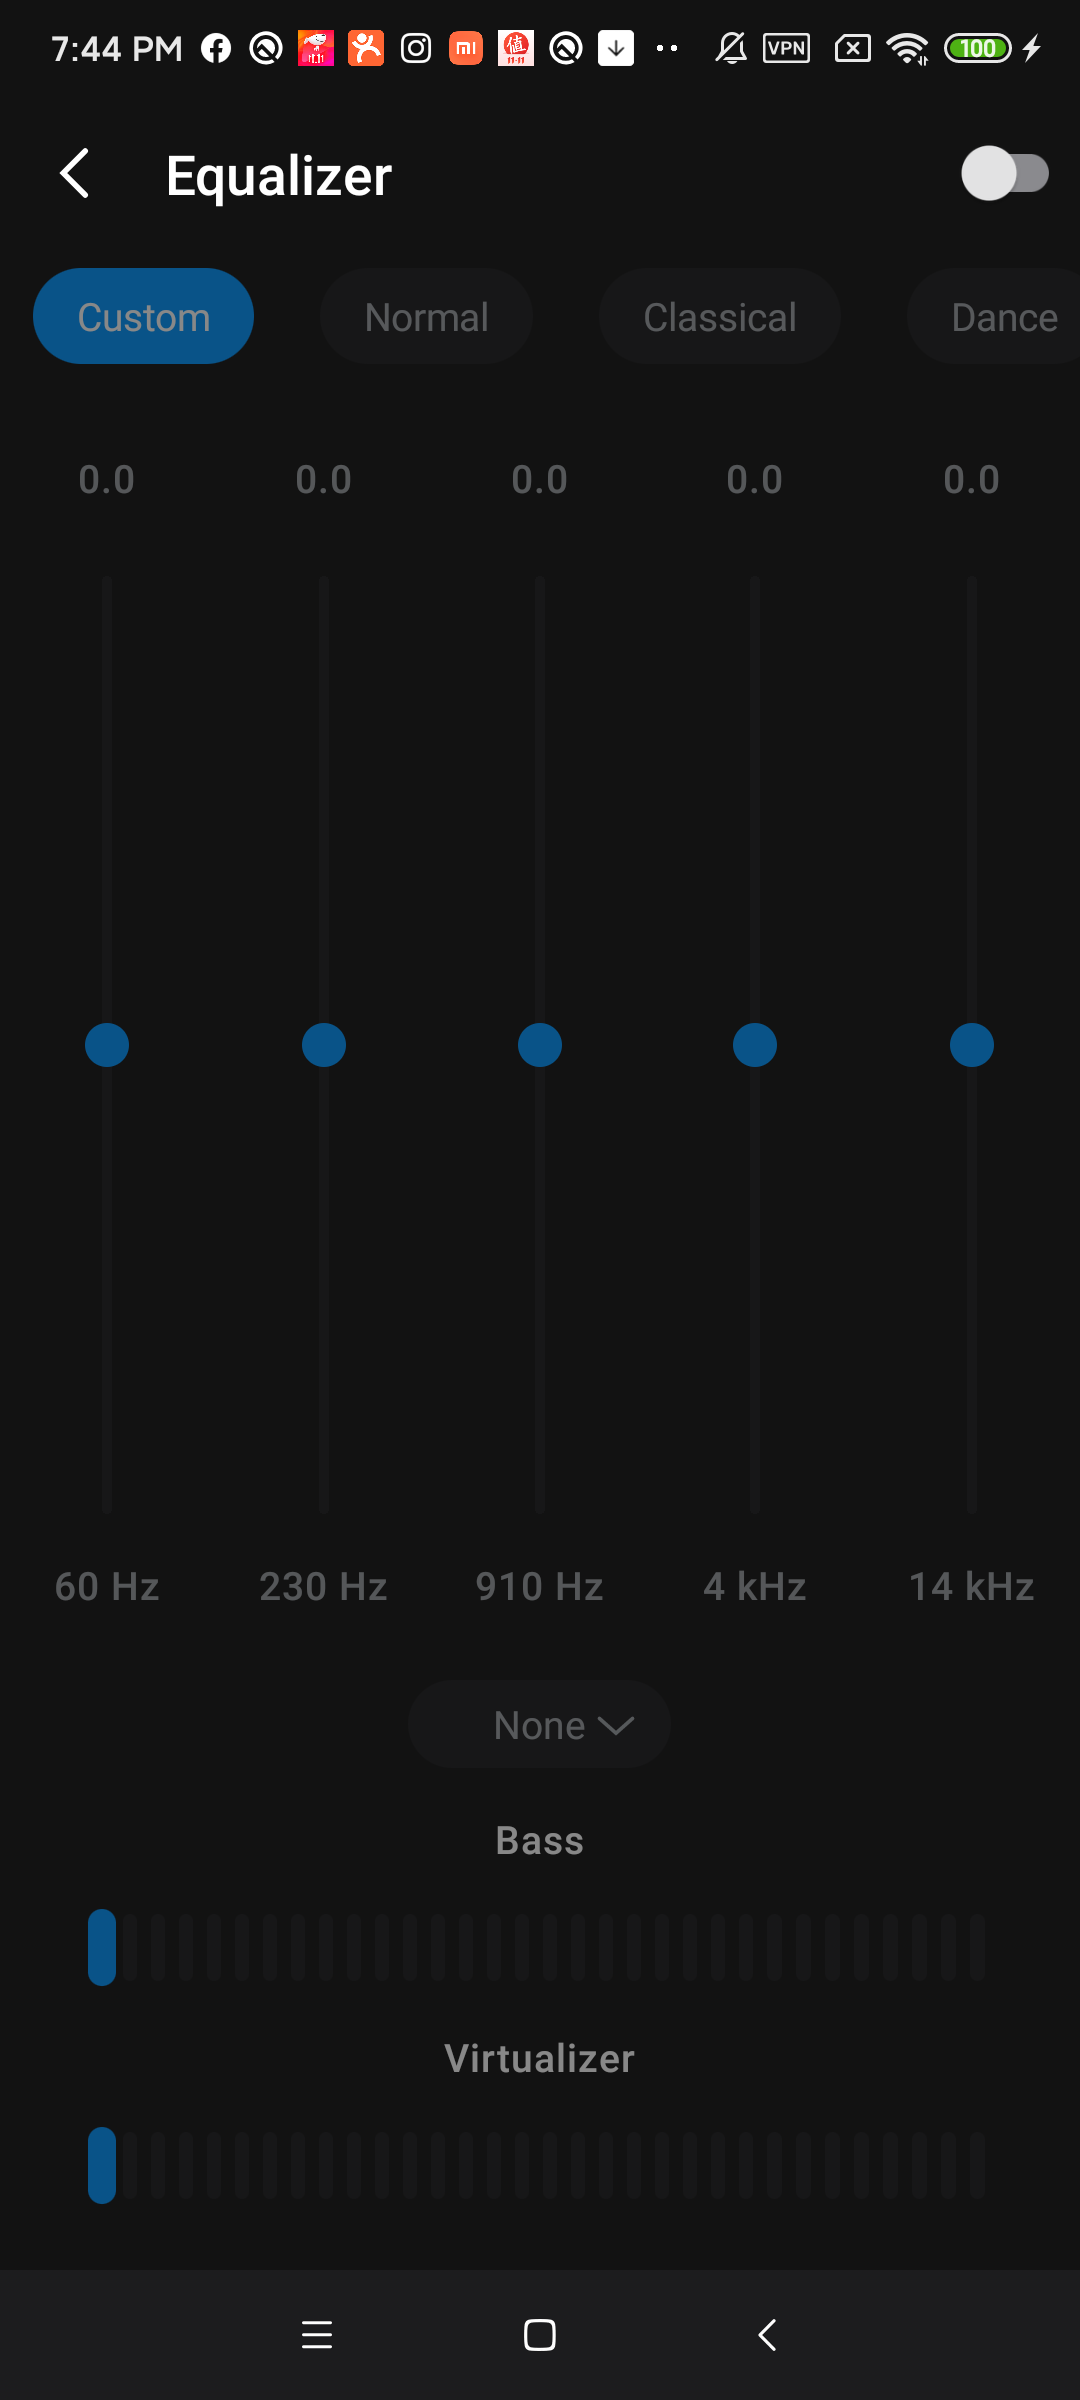 7:44 PM
VPN
100
Equalizer
Custom Normal Classical Dance
0.0 0.0 0.0 0.0 0.0
60 Hz 230 Hz 910 Hz 4 kHz 14 kHz
None
Bass
Virtualizer